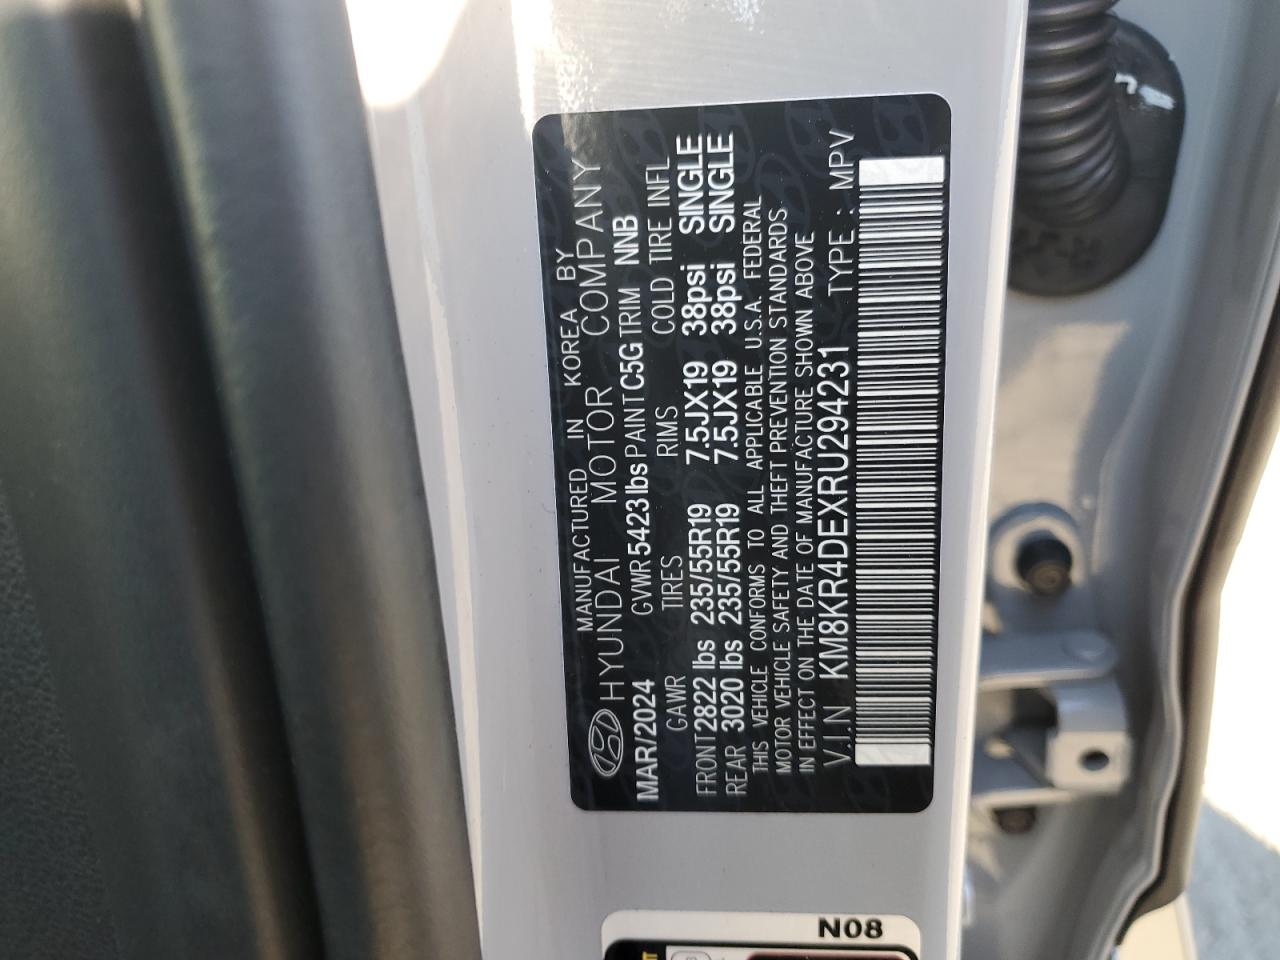 MANUFACTURED IN KOREA BY
HYUNDAI MOTOR COMPANY
MAR/2024 GVWR 5423 lbs PAINT C5G TRIM NNB
GAWR TIRES RIMS COLD TIRE INFL
FRONT 2822 lbs 235/55R19 7.5JX19 38psi SINGLE
REAR 3020 lbs 235/55R19 7.5JX19 38psi SINGLE
THIS VEHICLE CONFORMS TO ALL APPLICABLE U.S.A. FEDERAL
MOTOR VEHICLE SAFETY AND THEFT PREVENTION STANDARDS
IN EFFECT ON THE DATE OF MANUFACTURE SHOWN ABOVE
V.I.N KM8KR4DEXRU294231 TYPE : MPV
N08